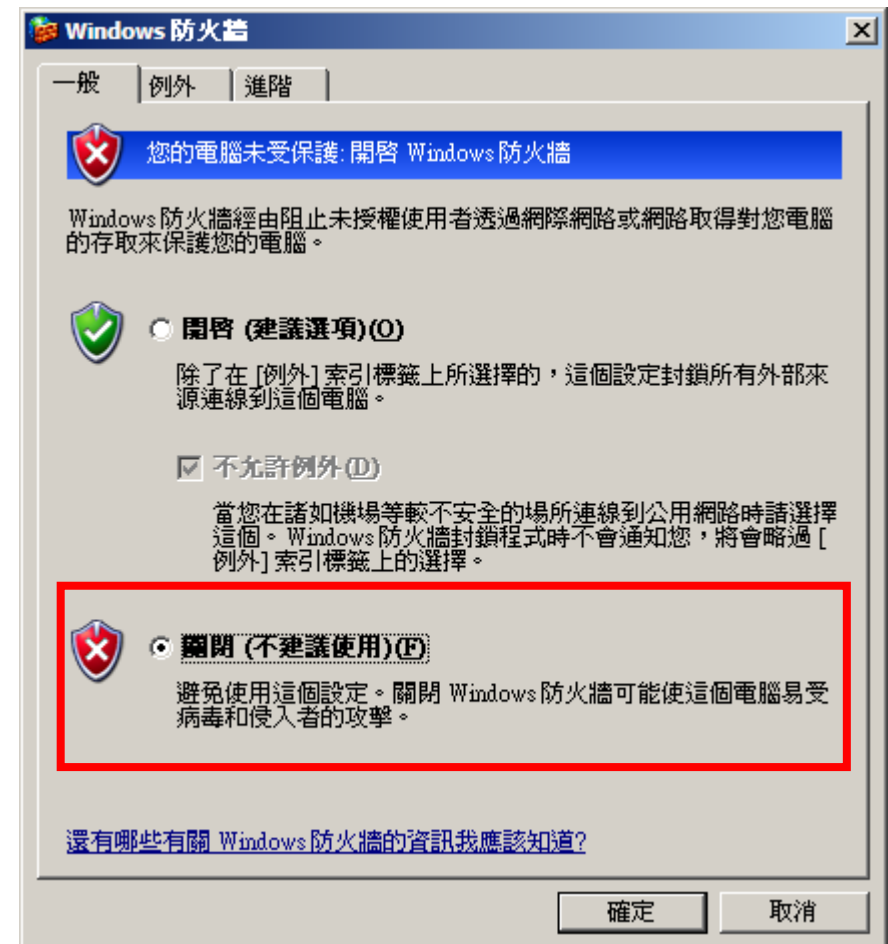 Windows 防火牆
一般 例外 進階
您的電腦未受保護: 開啓 Windows 防火牆
Windows 防火牆經由阻止未授權使用者透過網際網路或網路取得對您電腦
的存取來保護您的電腦。
開啓 (建議選項)(O)
除了在 [例外] 索引標籤上所選擇的，這個設定封鎖所有外部來
源連線到這個電腦。
不允許例外(D)
當您在諸如機場等較不安全的場所連線到公用網路時請選擇
這個。Windows 防火牆封鎖程式時不會通知您，將會略過 [
例外] 索引標籤上的選擇。
關閉 (不建議使用)(F)
避免使用這個設定。關閉 Windows 防火牆可能使這個電腦易受
病毒和侵入者的攻擊。
還有哪些有關 Windows 防火牆的資訊我應該知道?
確定 取消